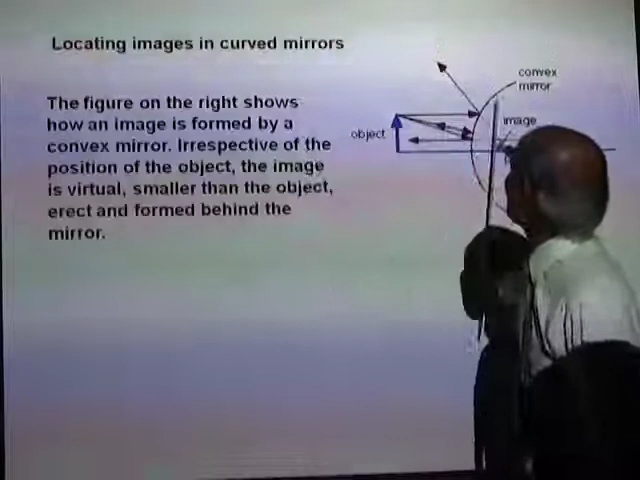 Locating images in curved mirrors
The figure on the right shows
how an image is formed by a
convex mirror. Irrespective of the
position of the object, the image
is virtual, smaller than the object,
erect and formed behind the
mirror.
convex
mirror
image
object